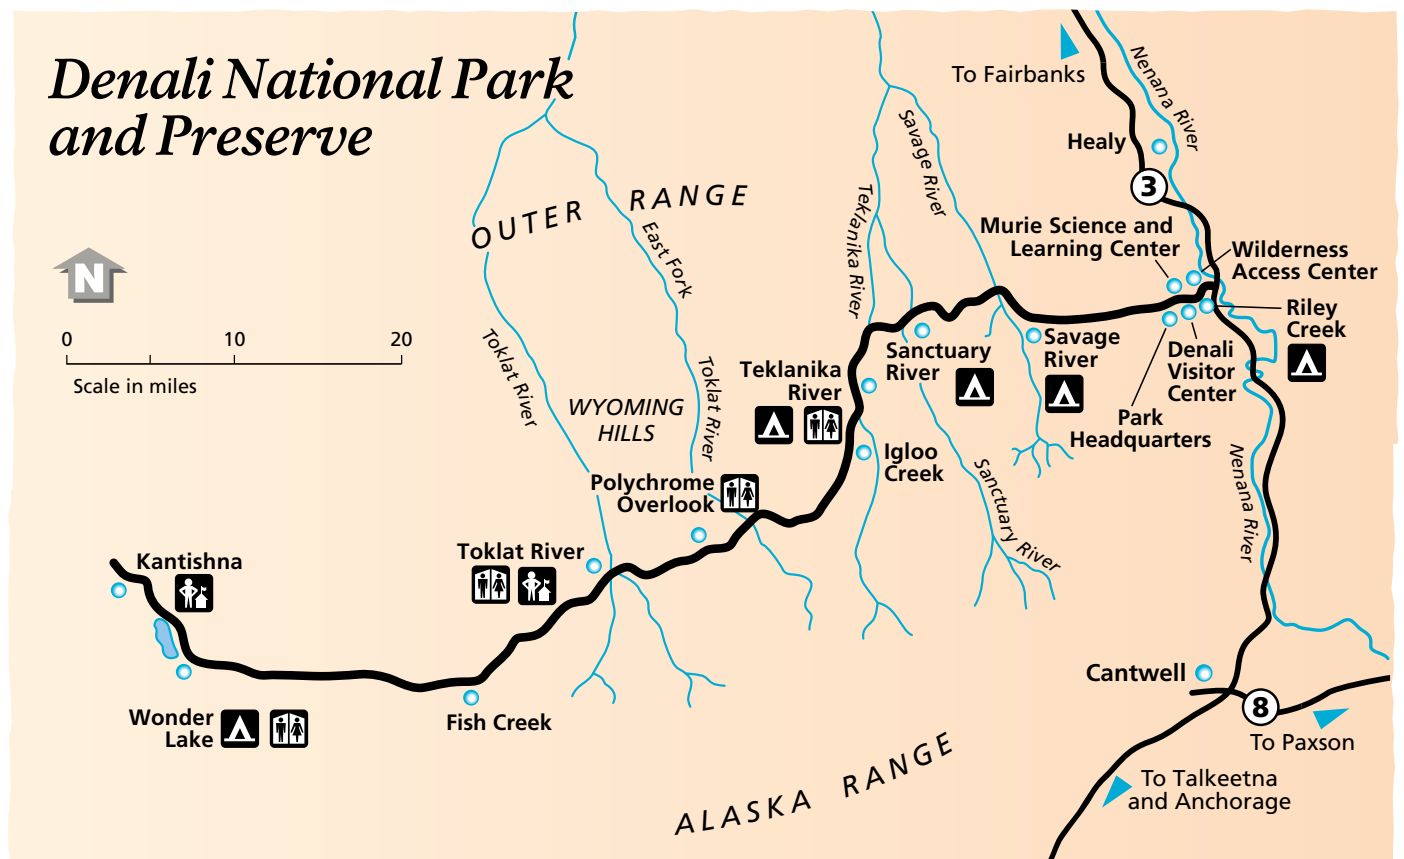 Denali National Park
and Preserve
To Fairbanks
Nenana River
Healy
3
Savage River
OUTER RANGE
East Fork
Toklat River
Teklanika River
Murie Science and
Learning Center
Wilderness
Access Center
N
0 10 20
Scale in miles
Riley
Creek
Toklat River
WYOMING
HILLS
Teklanika
River
Sanctuary
River
Savage
River
Denali
Visitor
Center
Park
Headquarters
Igloo
Creek
Sanctuary River
Nenana River
Polychrome
Overlook
Toklat River
Kantishna
Wonder
Lake
Fish Creek
Cantwell
8
To Paxson
To Talkeetna
and Anchorage
ALASKA RANGE